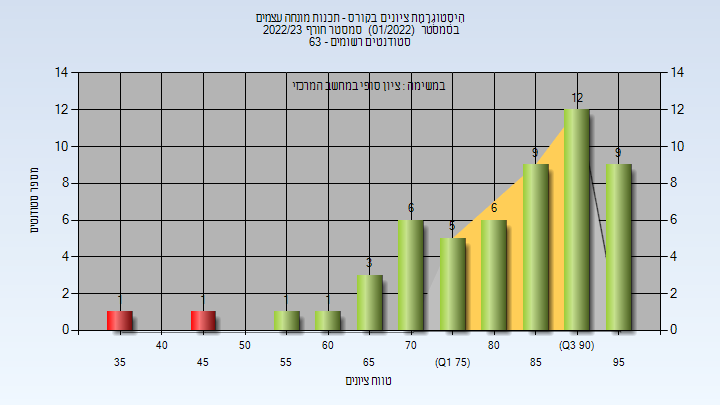 היסטוגרמת ציונים בקורס - תכנות מונחה עצמים
בסמסטר (01/2022) סמסטר חורף 2022/23
סטודנטים רשומים - 63
במשימה : ציון סופי במחשב המרכזי
מספר סטודנטים
14 14
12 12
10 10
8 8
6 6
4 4
2 2
0 0
1 1 1 1 3 6 5 6 9 12 9
40 50 60 70 80 (Q3 90)
35 45 55 65 (Q1 75) 85 95
טווח ציונים